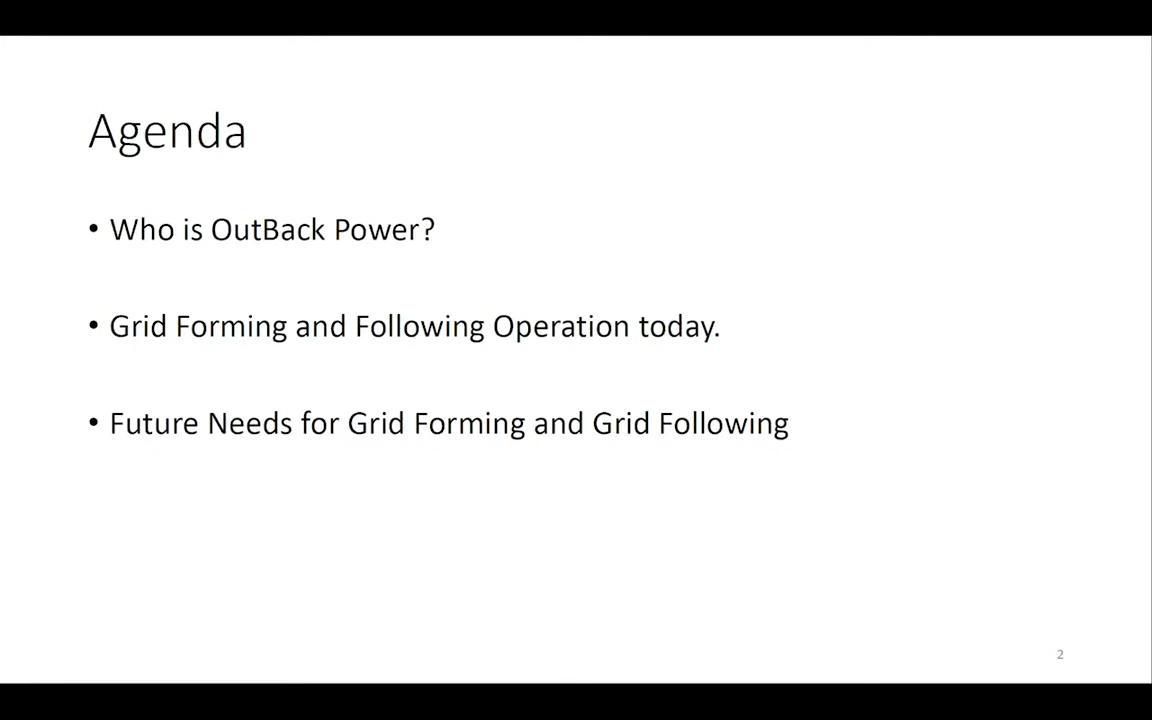 Agenda
• Who is OutBack Power?
• Grid Forming and Following Operation today.
• Future Needs for Grid Forming and Grid Following
2